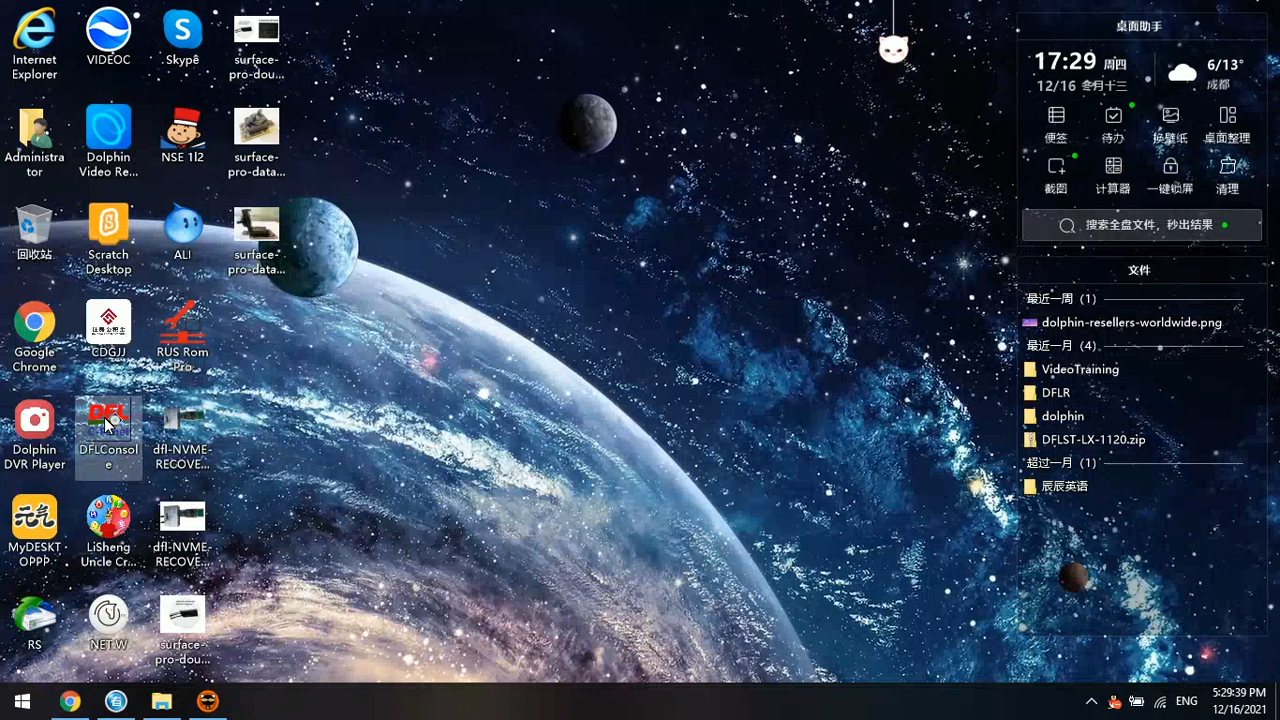 Internet
Explorer
VIDEOC
Skype
surface-
pro-dou...
Administra
tor
Dolphin
Video Re...
NSE 1l2
surface-
pro-data...
回收站
Scratch
Desktop
ALI
surface-
pro-data...
Google
Chrome
CDGJJ
RUS Rom
Pro
Dolphin
DVR Player
DFL
DFLConsol
e
dfl-NVME-
RECOVE...
元气
MyDESKT
OPPP
LiSheng
Uncle Cr...
dfl-NVME-
RECOVE...
RS
NET.W
surface-
pro-dou...
桌面助手
17:29 周四
12/16 冬月十三
6/13°
成都
便签
待办
换壁纸
桌面整理
截图
计算器
一键锁屏
清理
搜索全一文件，秒出结果
文件
最近一周（1）
dolphin-resellers-worldwide.png
最近一月（4）
VideoTraining
DFLR
dolphin
DFLST-LX-1120.zip
超过一月（1）
辰辰英语
ENG
5:29:39 PM
12/16/2021